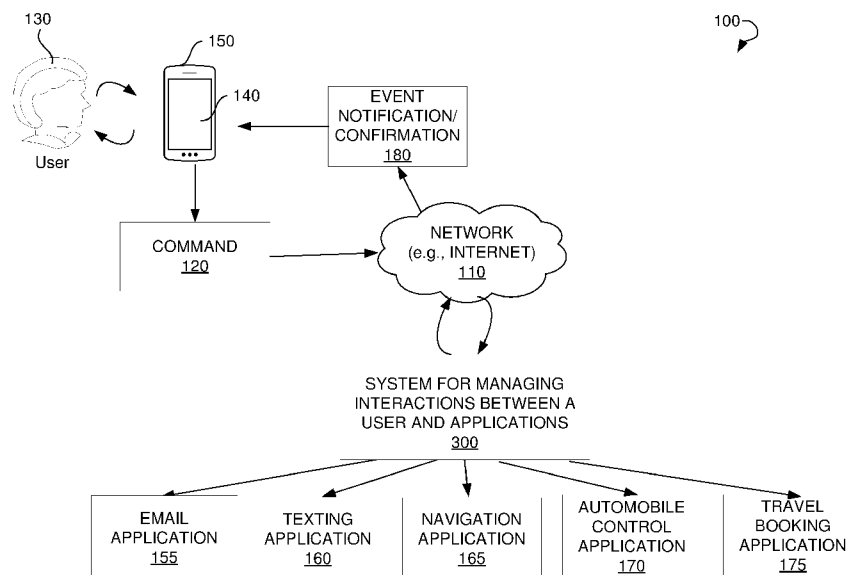 130
150
100
140
User
EVENT
NOTIFICATION/
CONFIRMATION
180
COMMAND
120
NETWORK
(e.g., INTERNET)
110
SYSTEM FOR MANAGING
INTERACTIONS BETWEEN A
USER AND APPLICATIONS
300
EMAIL
APPLICATION
155
TEXTING
APPLICATION
160
NAVIGATION
APPLICATION
165
AUTOMOBILE
CONTROL
APPLICATION
170
TRAVEL
BOOKING
APPLICATION
175